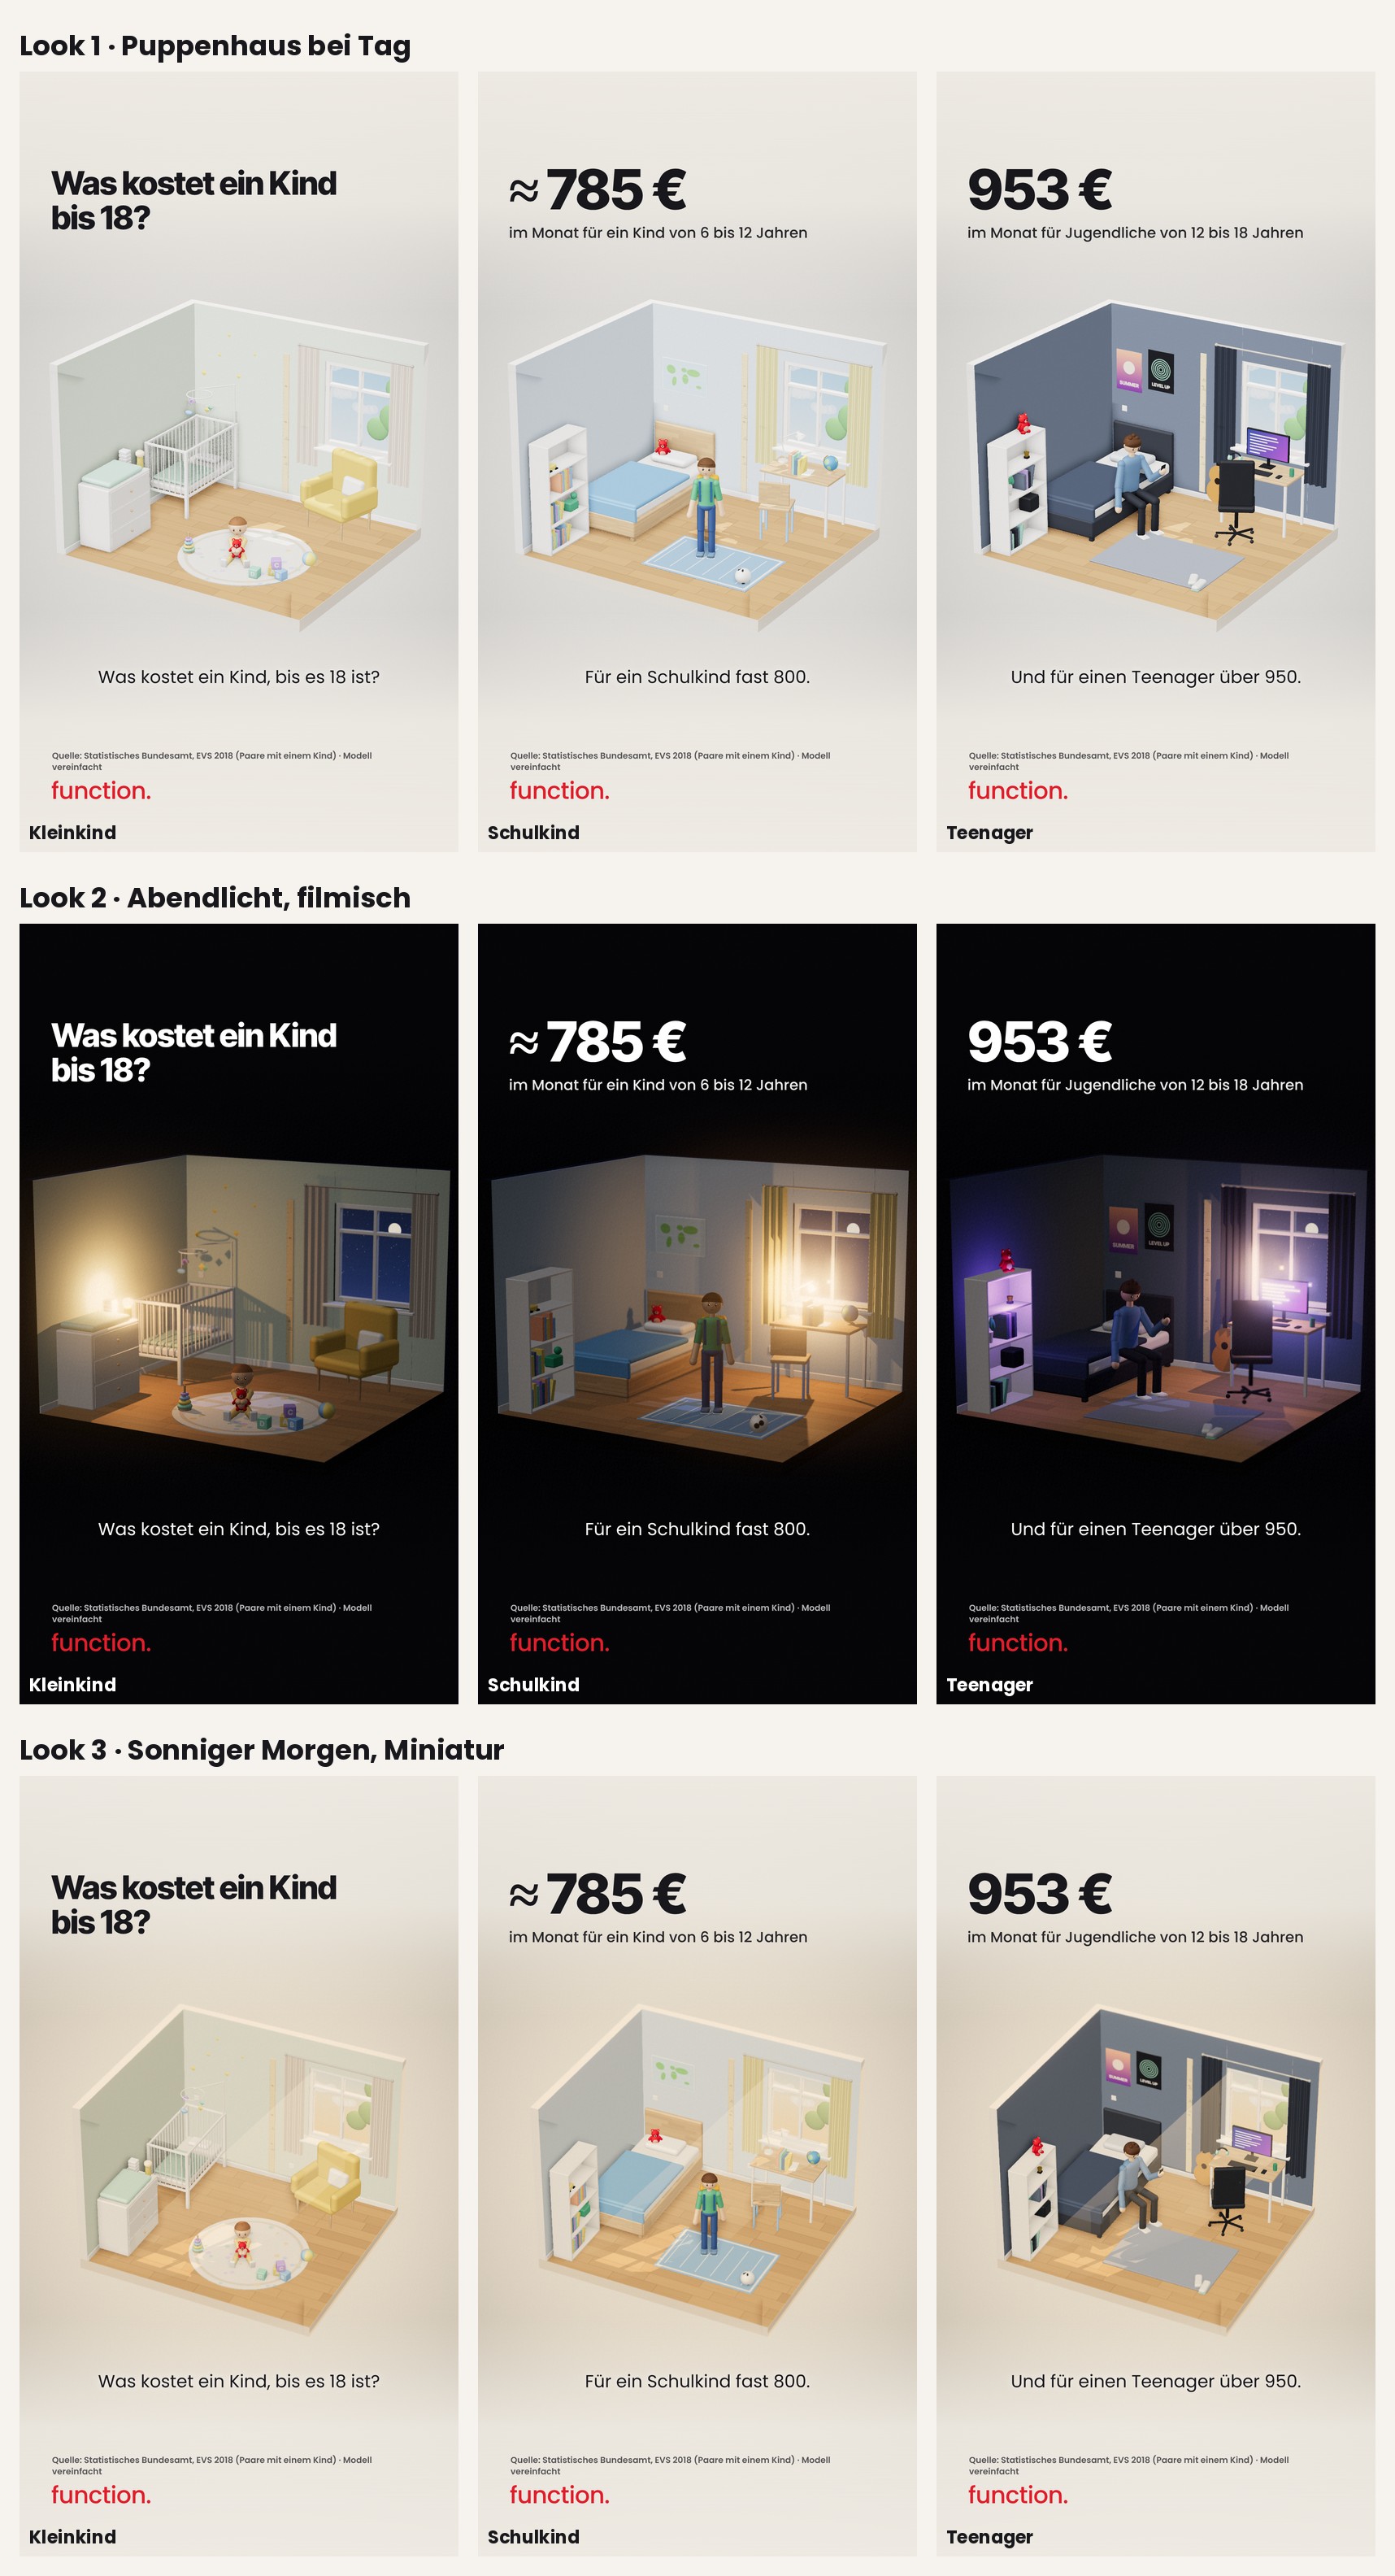 Look 1 · Puppenhaus bei Tag
Was kostet ein Kind
bis 18?
Was kostet ein Kind, bis es 18 ist?
Quelle: Statistisches Bundesamt, EVS 2018 (Paare mit einem Kind) · Modell
vereinfacht
function.
Kleinkind
≈ 785 €
im Monat für ein Kind von 6 bis 12 Jahren
Für ein Schulkind fast 800.
Quelle: Statistisches Bundesamt, EVS 2018 (Paare mit einem Kind) · Modell
vereinfacht
function.
Schulkind
953 €
im Monat für Jugendliche von 12 bis 18 Jahren
SUMMER
LEVEL UP
Und für einen Teenager über 950.
Quelle: Statistisches Bundesamt, EVS 2018 (Paare mit einem Kind) · Modell
vereinfacht
function.
Teenager
Look 2 · Abendlicht, filmisch
Was kostet ein Kind
bis 18?
Was kostet ein Kind, bis es 18 ist?
Quelle: Statistisches Bundesamt, EVS 2018 (Paare mit einem Kind) · Modell
vereinfacht
function.
Kleinkind
≈ 785 €
im Monat für ein Kind von 6 bis 12 Jahren
Für ein Schulkind fast 800.
Quelle: Statistisches Bundesamt, EVS 2018 (Paare mit einem Kind) · Modell
vereinfacht
function.
Schulkind
953 €
im Monat für Jugendliche von 12 bis 18 Jahren
SUMMER
LEVEL UP
Und für einen Teenager über 950.
Quelle: Statistisches Bundesamt, EVS 2018 (Paare mit einem Kind) · Modell
vereinfacht
function.
Teenager
Look 3 · Sonniger Morgen, Miniatur
Was kostet ein Kind
bis 18?
Was kostet ein Kind, bis es 18 ist?
Quelle: Statistisches Bundesamt, EVS 2018 (Paare mit einem Kind) · Modell
vereinfacht
function.
Kleinkind
≈ 785 €
im Monat für ein Kind von 6 bis 12 Jahren
Für ein Schulkind fast 800.
Quelle: Statistisches Bundesamt, EVS 2018 (Paare mit einem Kind) · Modell
vereinfacht
function.
Schulkind
953 €
im Monat für Jugendliche von 12 bis 18 Jahren
SUMMER
LEVEL UP
Und für einen Teenager über 950.
Quelle: Statistisches Bundesamt, EVS 2018 (Paare mit einem Kind) · Modell
vereinfacht
function.
Teenager